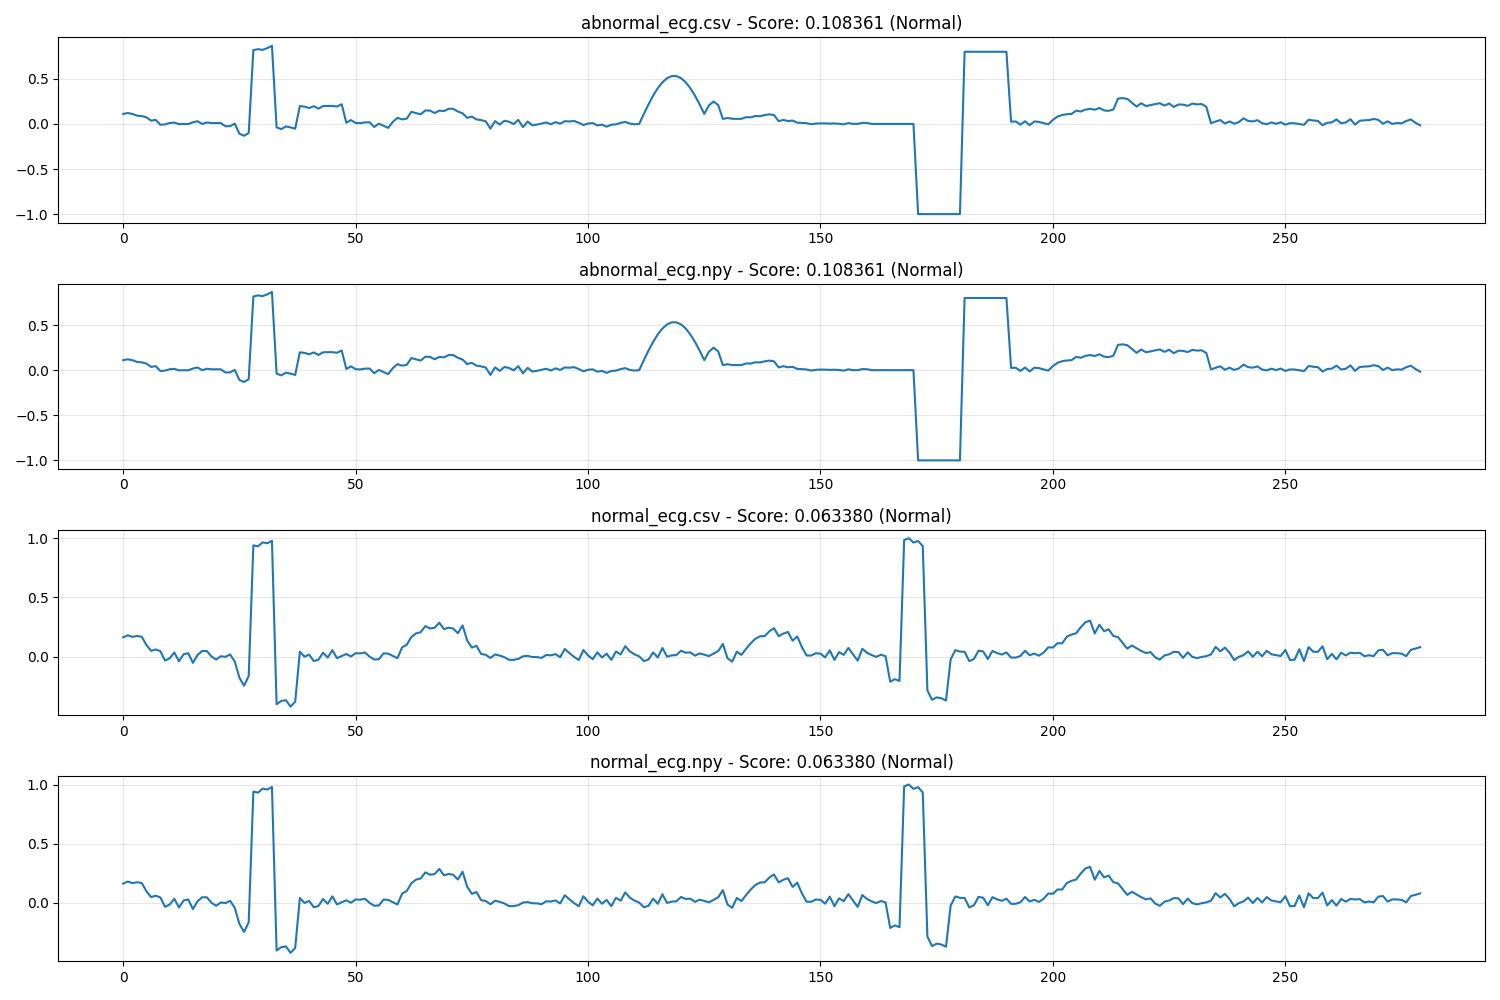 abnormal_ecg.csv - Score: 0.108361 (Normal)
0.5
0.0
−0.5
−1.0
0 50 100 150 200 250
abnormal_ecg.npy - Score: 0.108361 (Normal)
0.5
0.0
−0.5
−1.0
0 50 100 150 200 250
normal_ecg.csv - Score: 0.063380 (Normal)
1.0
0.5
0.0
0 50 100 150 200 250
normal_ecg.npy - Score: 0.063380 (Normal)
1.0
0.5
0.0
0 50 100 150 200 250